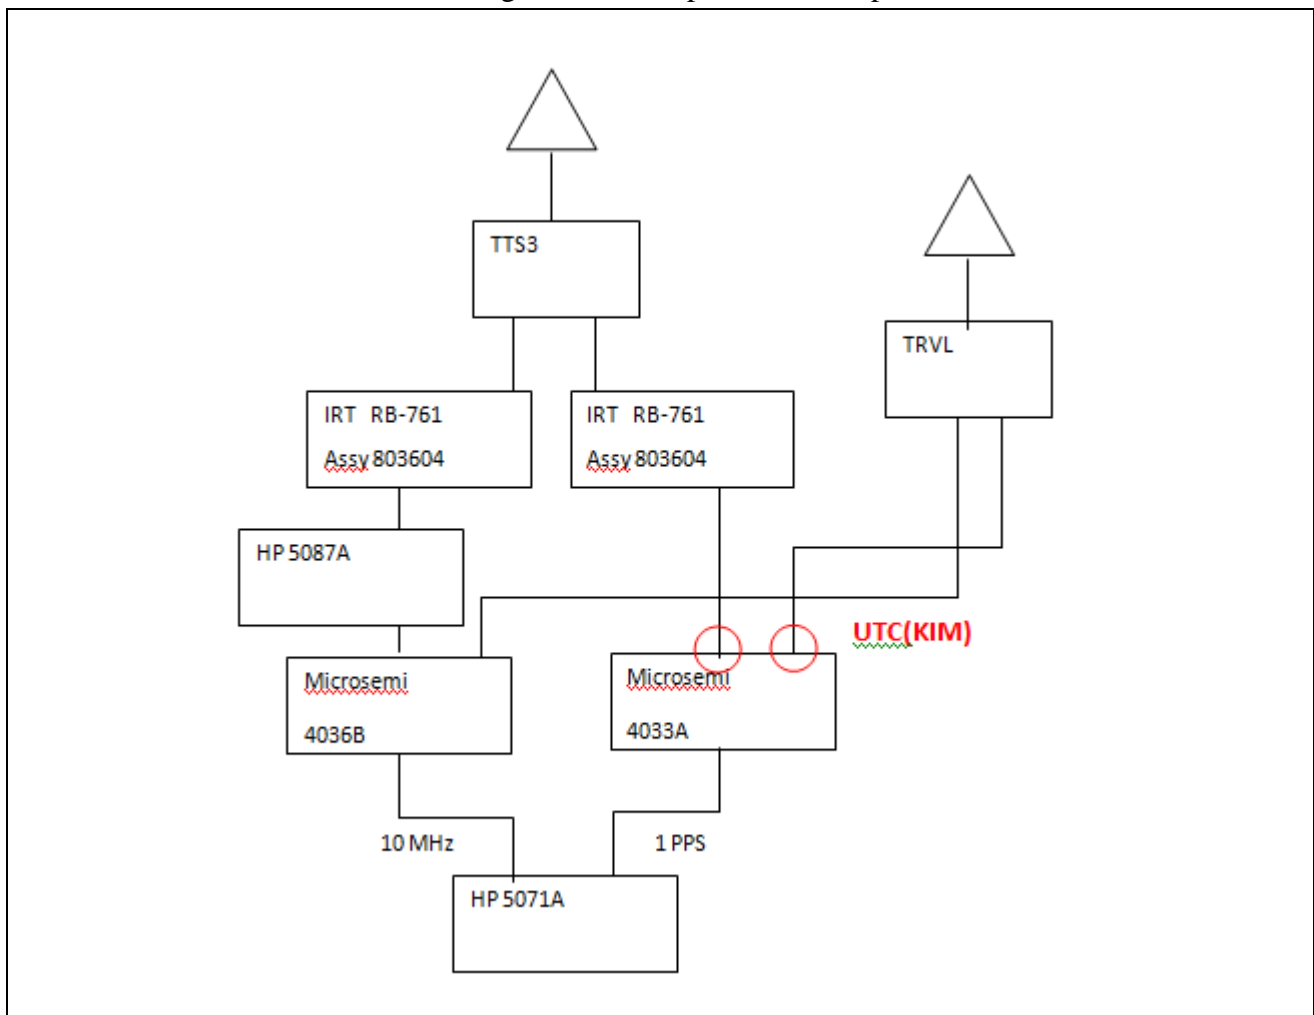 TTS3
TRVL
IRT RB-761
Assy 803604
IRT RB-761
Assy 803604
HP 5087A
UTC(KIM)
Microsemi
4036B
Microsemi
4033A
10 MHz
1 PPS
HP 5071A